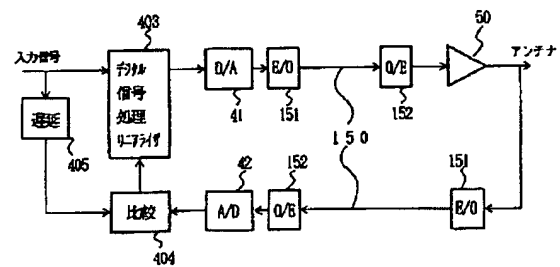 403
50
入力信号
デジタル
信号
処理
リニアライザ
D/A
E/O
O/E
アンテナ
41
151
152
遅延
405
150
42
152
151
比較
A/D
O/E
E/O
404